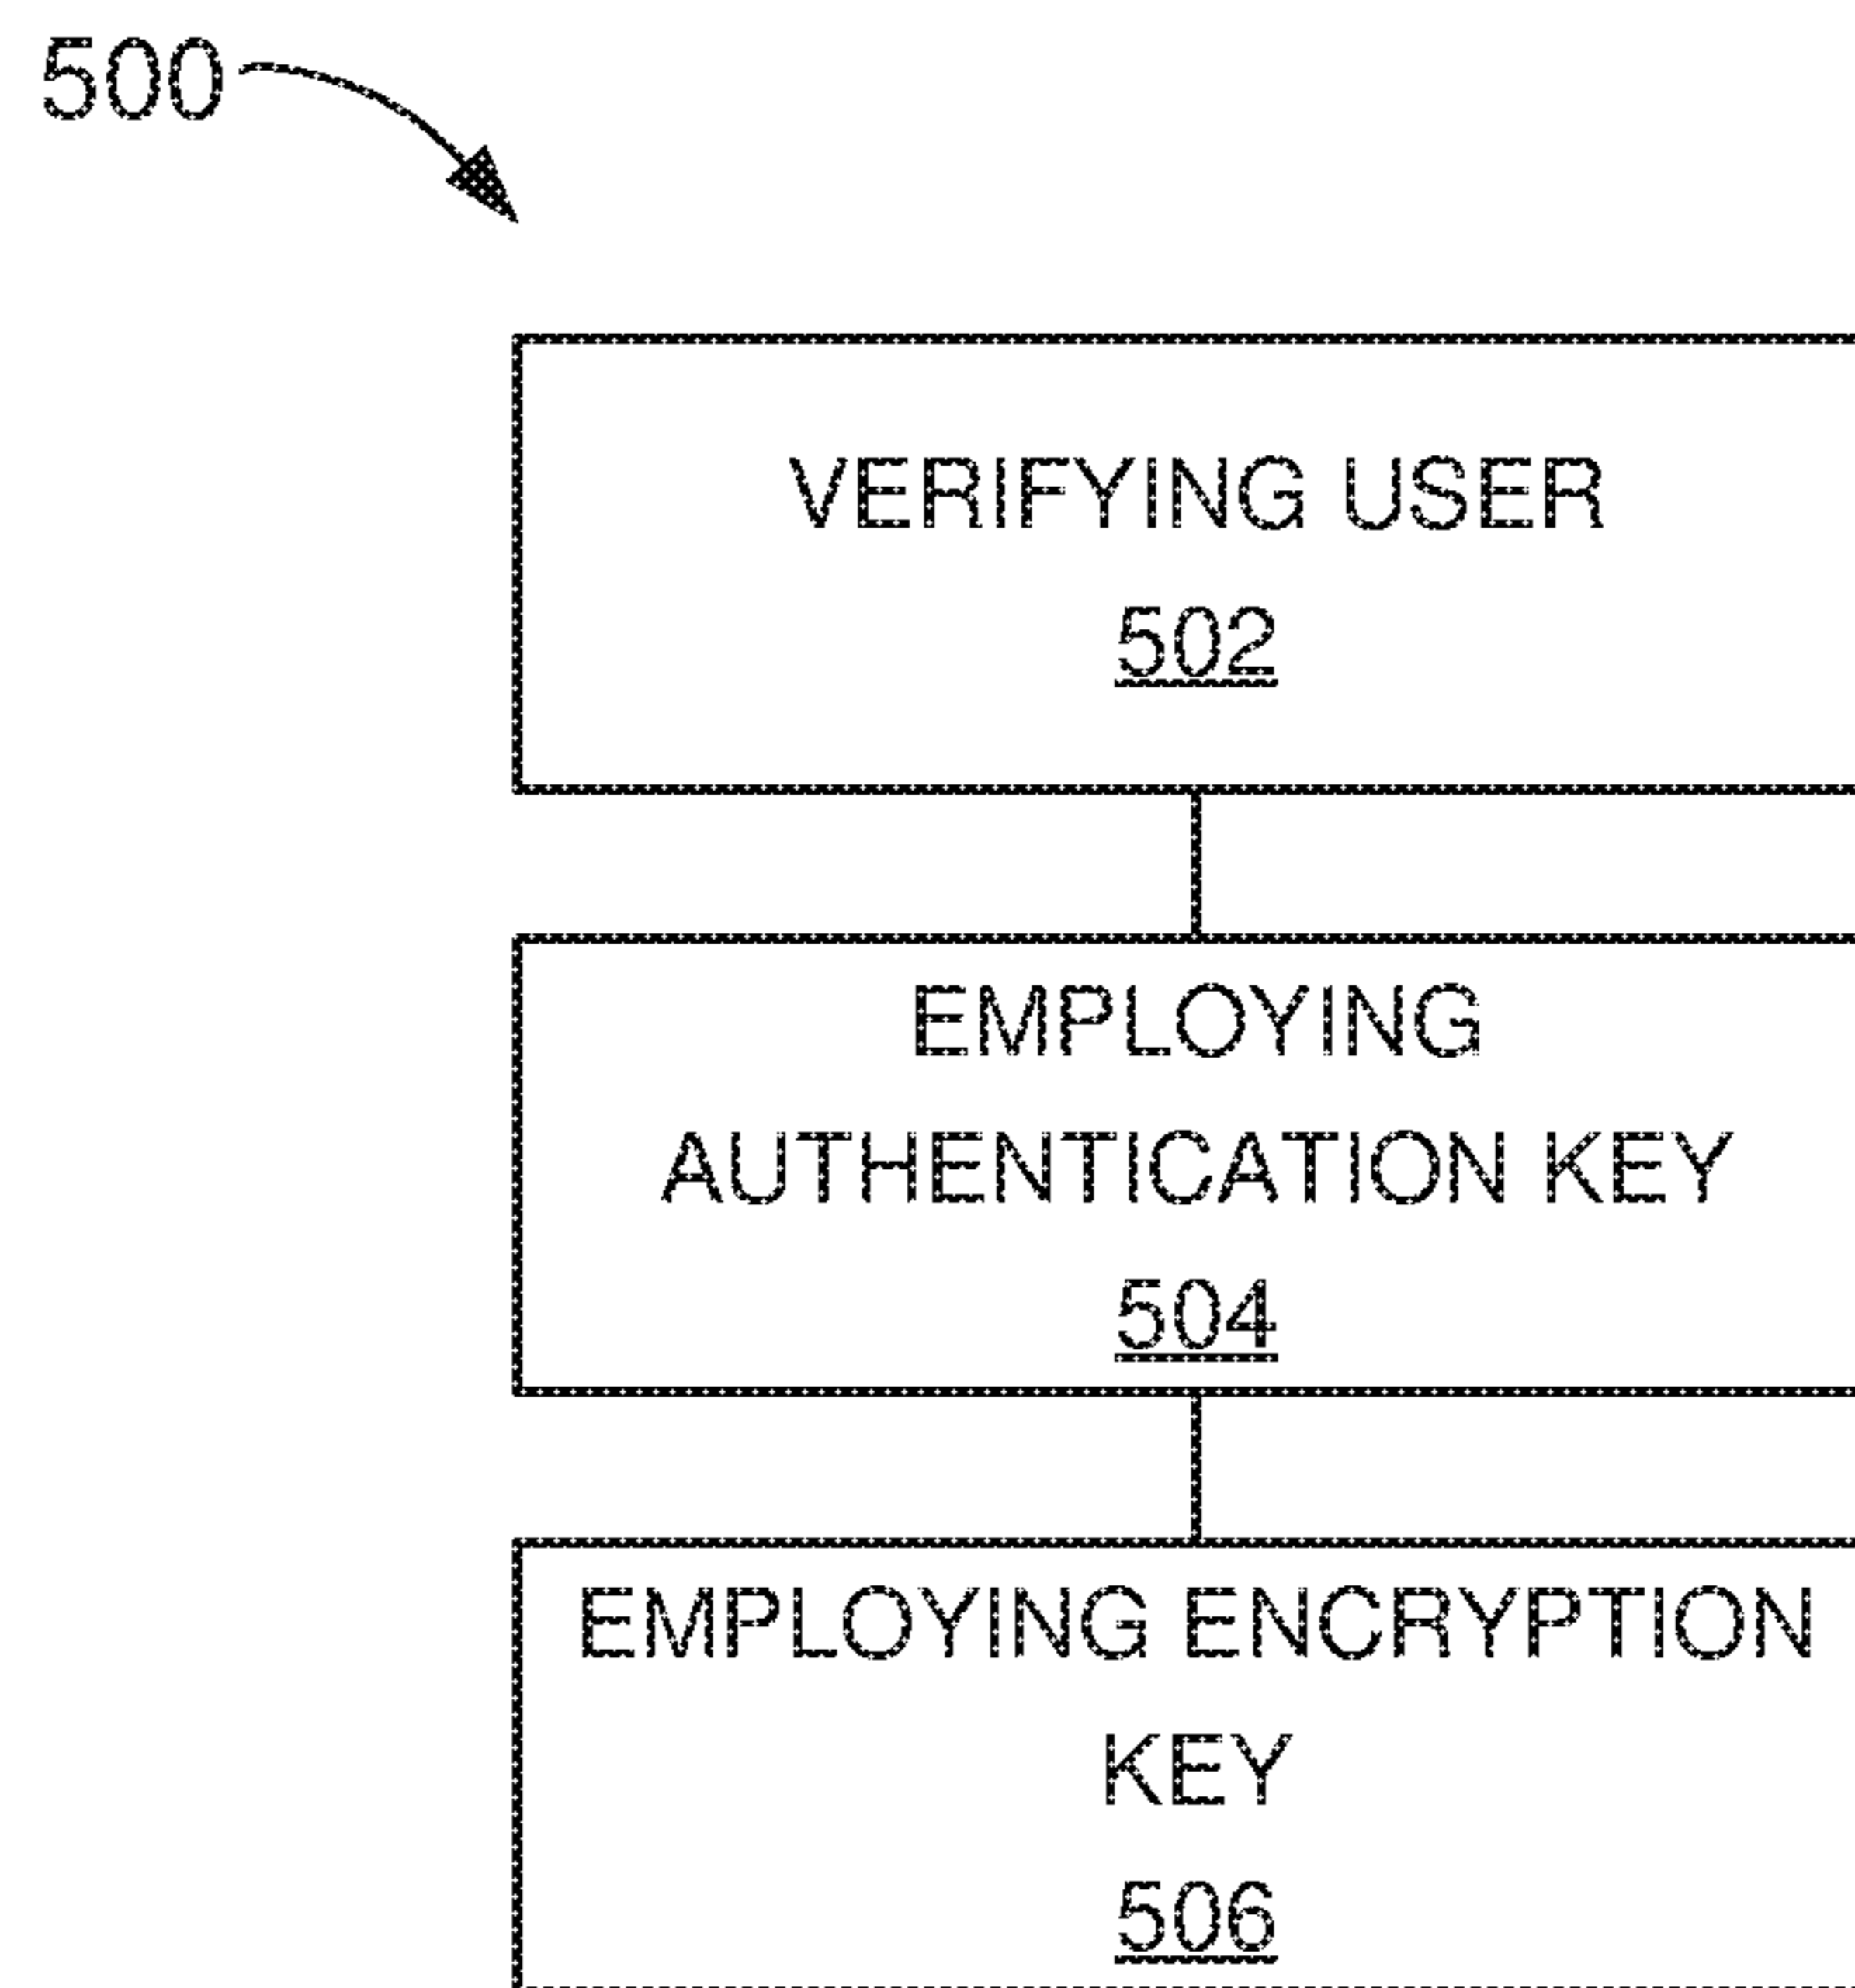 500
VERIFYING USER
502
EMPLOYING
AUTHENTICATION KEY
504
EMPLOYING ENCRYPTION
KEY
506